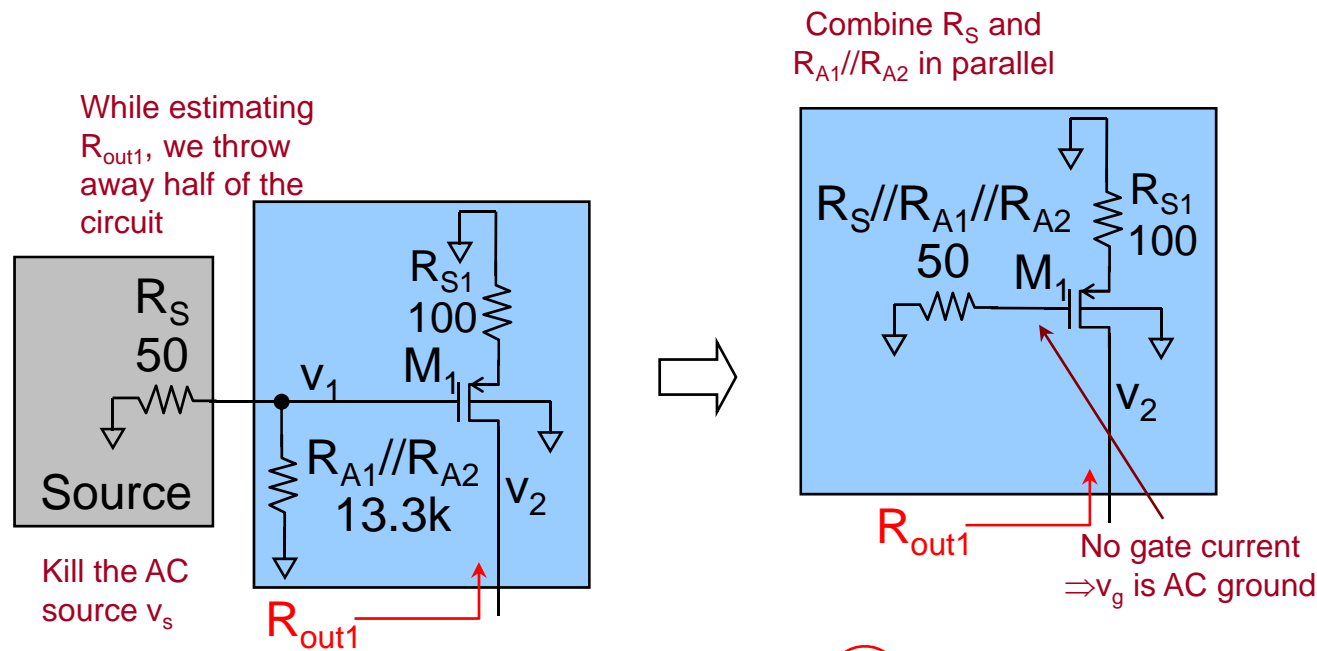 Combine R_S and
R_A1//R_A2 in parallel
While estimating
R_out1, we throw
away half of the
circuit
R_S
50
Source
Kill the AC
source v_s
R_S1
100
M_1
v_1
R_A1//R_A2
13.3k
v_2
R_out1
R_S//R_A1//R_A2
50
R_S1
100
M_1
v_2
R_out1
No gate current
⇒v_g is AC ground